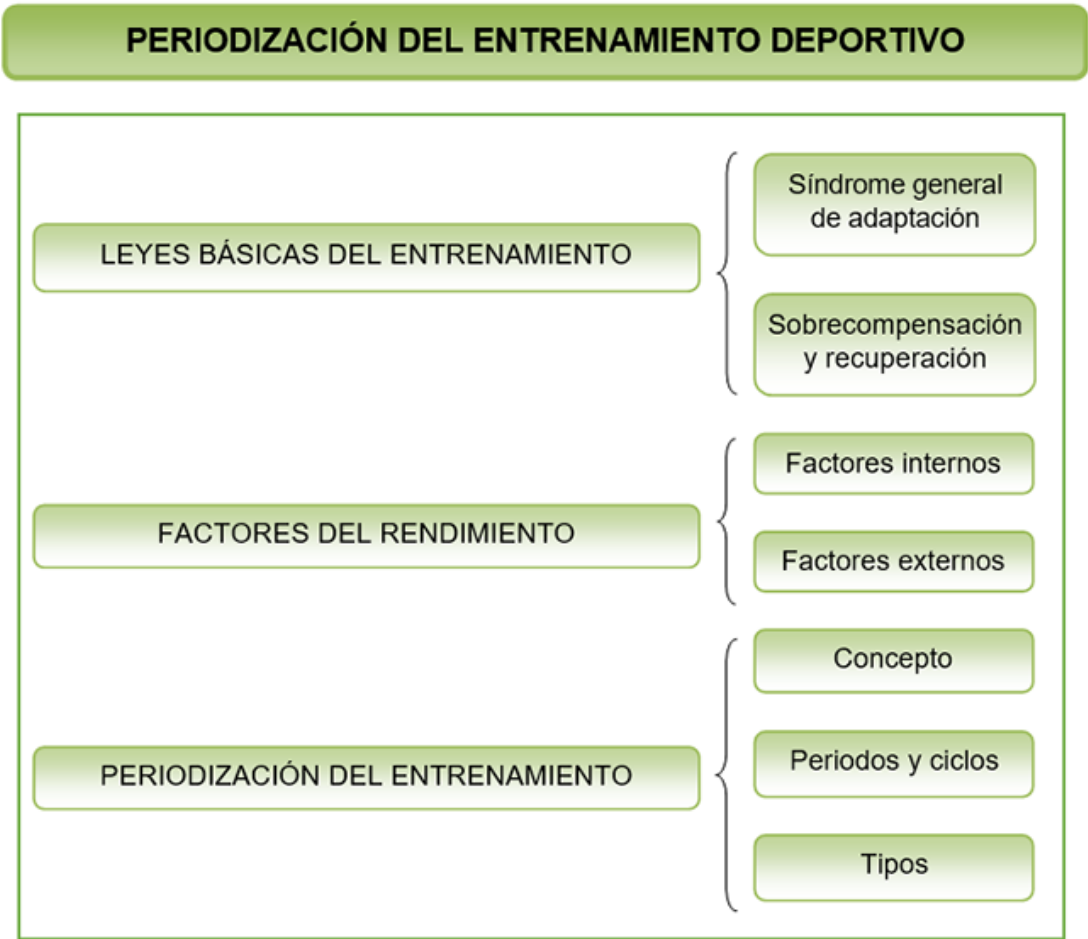 PERIODIZACIÓN DEL ENTRENAMIENTO DEPORTIVO
LEYES BÁSICAS DEL ENTRENAMIENTO
Síndrome general
de adaptación
Sobrecompensación
y recuperación
FACTORES DEL RENDIMIENTO
Factores internos
Factores externos
PERIODIZACIÓN DEL ENTRENAMIENTO
Concepto
Periodos y ciclos
Tipos